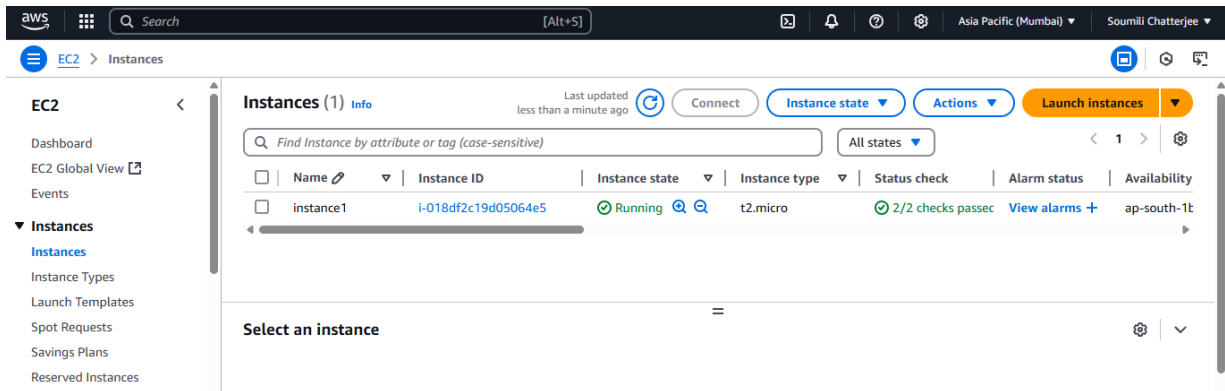 aws Search [Alt+S] Asia Pacific (Mumbai) Soumili Chatterjee
EC2 > Instances
EC2
Dashboard
EC2 Global View
Events
Instances
Instances
Instance Types
Launch Templates
Spot Requests
Savings Plans
Reserved Instances
Instances (1) Info
Last updated
less than a minute ago
Connect Instance state Actions Launch instances
Find Instance by attribute or tag (case-sensitive) All states 1
Name Instance ID Instance state Instance type Status check Alarm status Availability
instance1 i-018df2c19d05064e5 Running t2.micro 2/2 checks passec View alarms + ap-south-1b
Select an instance